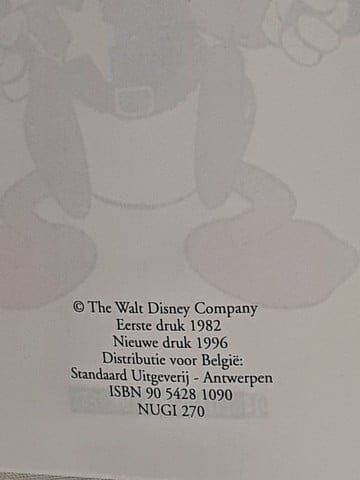 © The Walt Disney Company
Eerste druk 1982
Nieuwe druk 1996
Distributie voor België:
Standaard Uitgeverij - Antwerpen
ISBN 90 5428 1090
NUGI 270